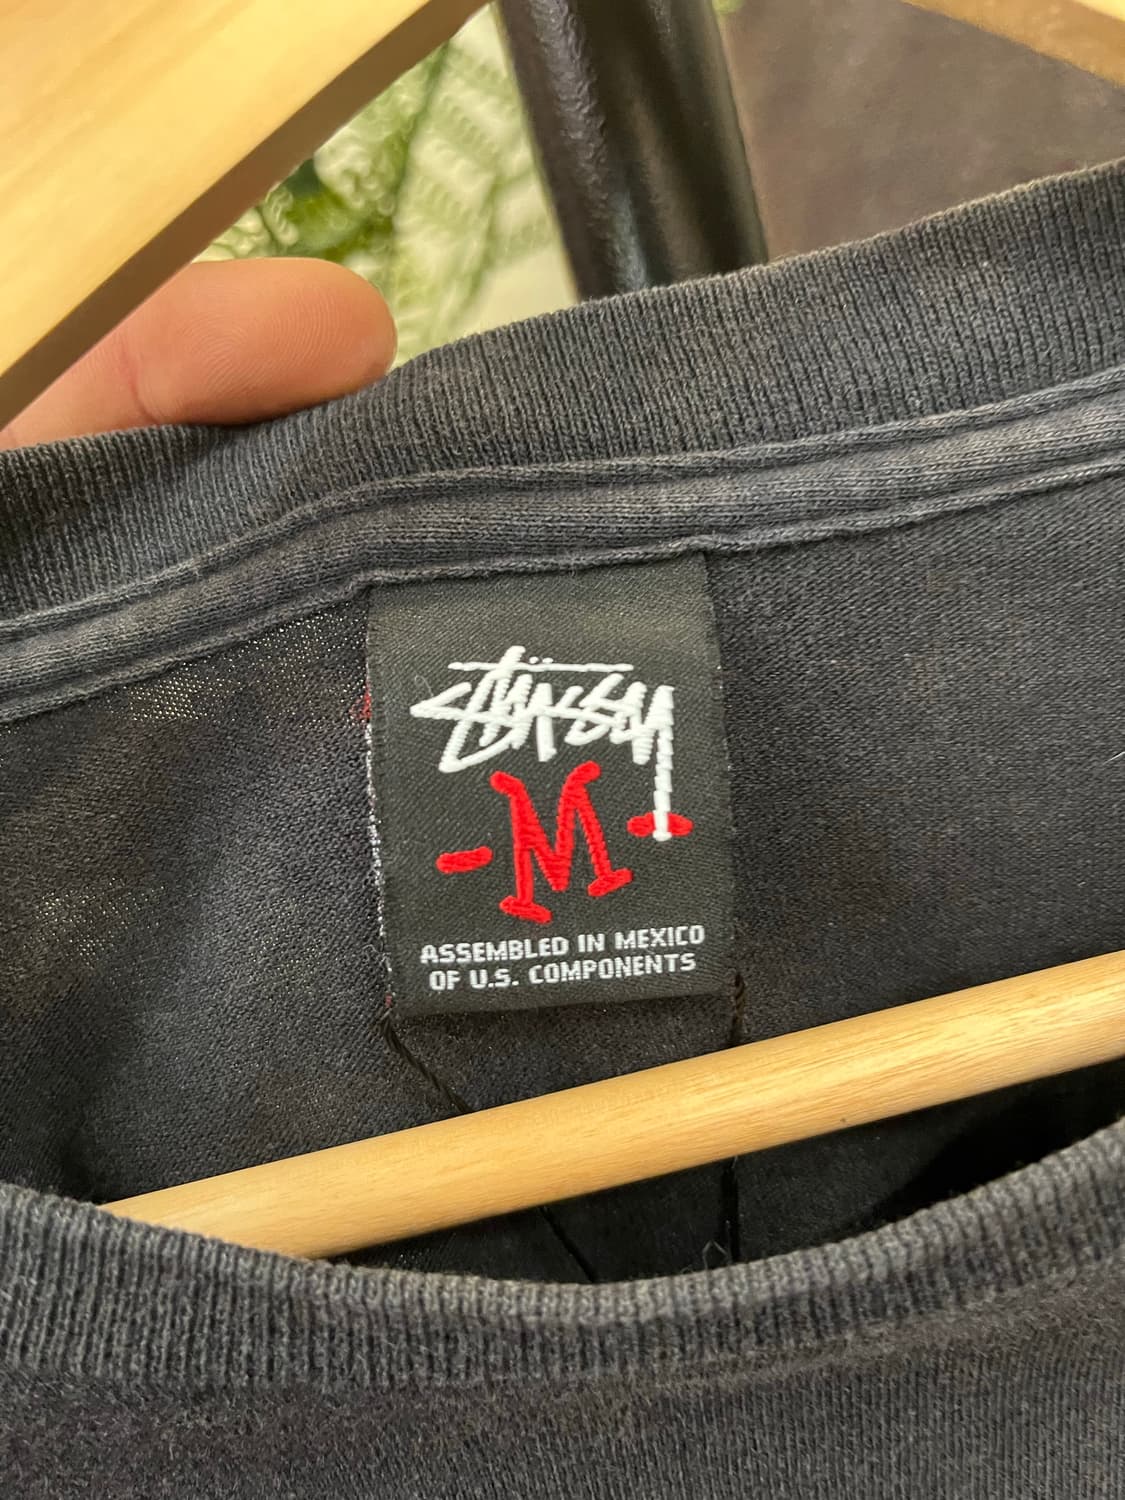 Stüssy
-M-
ASSEMBLED IN MEXICO
OF U.S. COMPONENTS